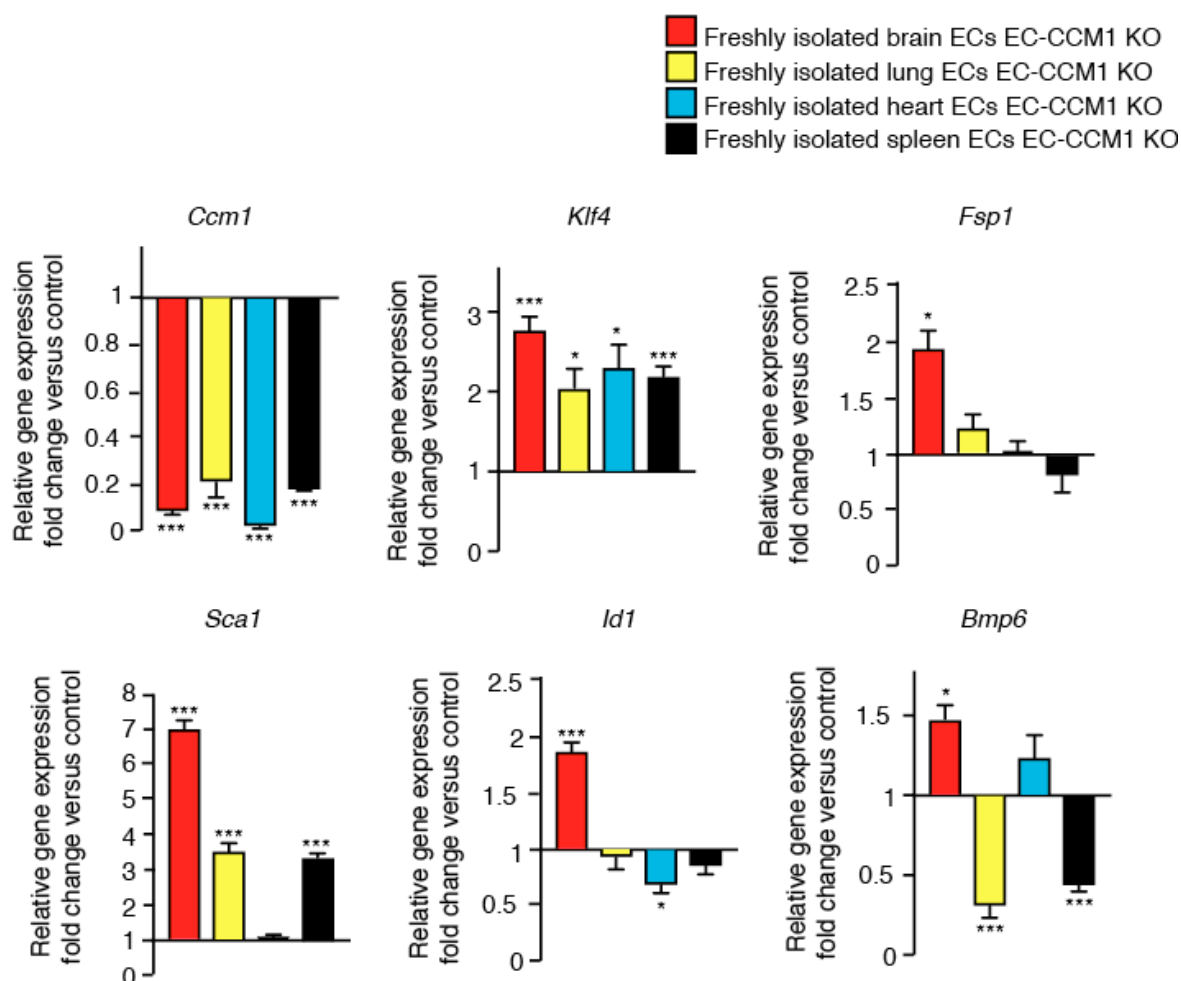 Freshly isolated brain ECs EC-CCM1 KO
Freshly isolated lung ECs EC-CCM1 KO
Freshly isolated heart ECs EC-CCM1 KO
Freshly isolated spleen ECs EC-CCM1 KO
Ccm1
Relative gene expression
fold change versus control
1
0.8
0.6
0.4
0.2
0
***
***
***
***
Klf4
Relative gene expression
fold change versus control
3
2
1
0
***
*
*
***
Fsp1
Relative gene expression
fold change versus control
2.5
2
1.5
1
0.5
0
*
Sca1
Relative gene expression
fold change versus control
8
7
6
5
4
3
2
1
0
***
***
***
Id1
Relative gene expression
fold change versus control
2.5
2
1.5
1
0.5
0
***
*
Bmp6
Relative gene expression
fold change versus control
1.5
1
0.5
0
*
***
***